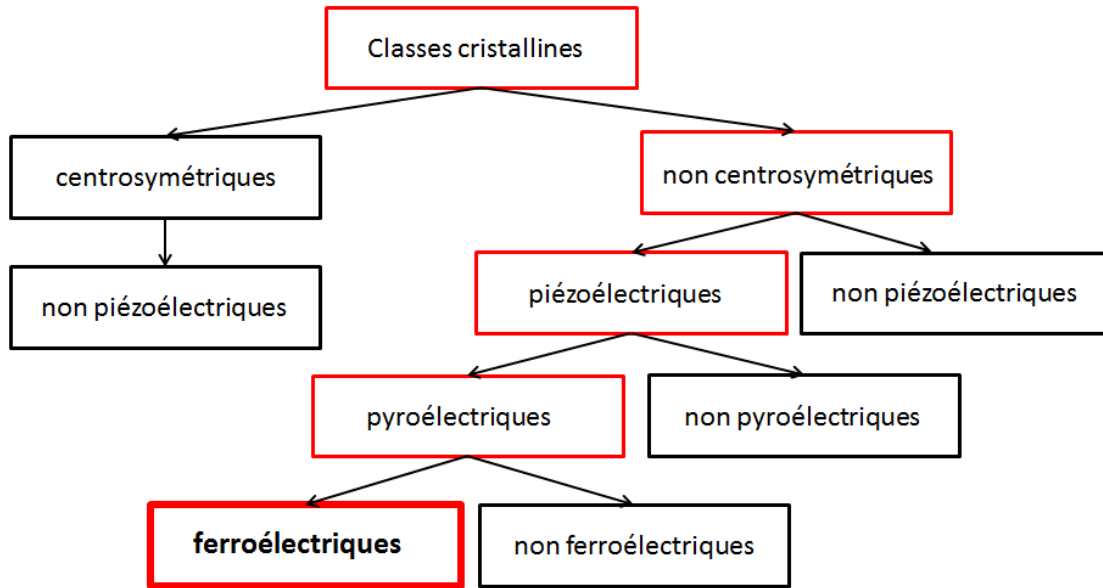 Classes cristallines
centrosymétriques
non centrosymétriques
non piézoélectriques
piézoélectriques
non piézoélectriques
pyroélectriques
non pyroélectriques
ferroélectriques
non ferroélectriques